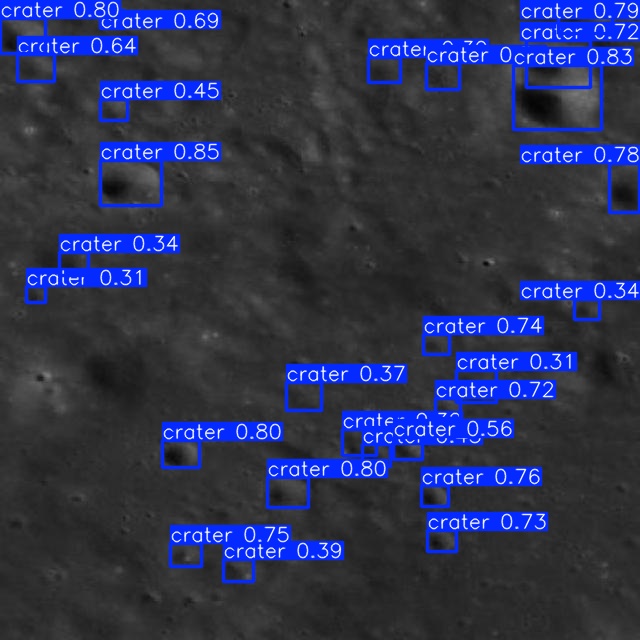 crater 0.80
crater 0.69
crater 0.79
crater 0.72
crater 0.64
crater
crater 0.83
crater 0.45
crater 0.85
crater 0.78
crater 0.34
crater 0.31
crater 0.34
crater 0.74
crater 0.31
crater 0.37
crater 0.72
crater
crater 0.56
crater 0.80
crater 0.80
crater 0.76
crater 0.73
crater 0.75
crater 0.39